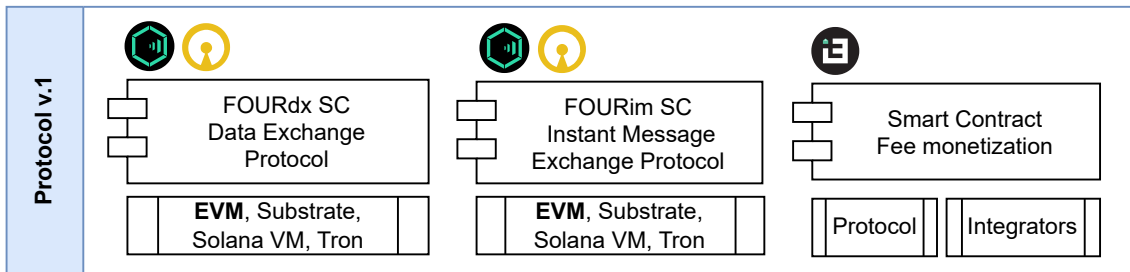 Protocol v.1
FOURdx SC
Data Exchange
Protocol
EVM, Substrate,
Solana VM, Tron
FOURim SC
Instant Message
Exchange Protocol
EVM, Substrate,
Solana VM, Tron
Smart Contract
Fee monetization
Protocol
Integrators